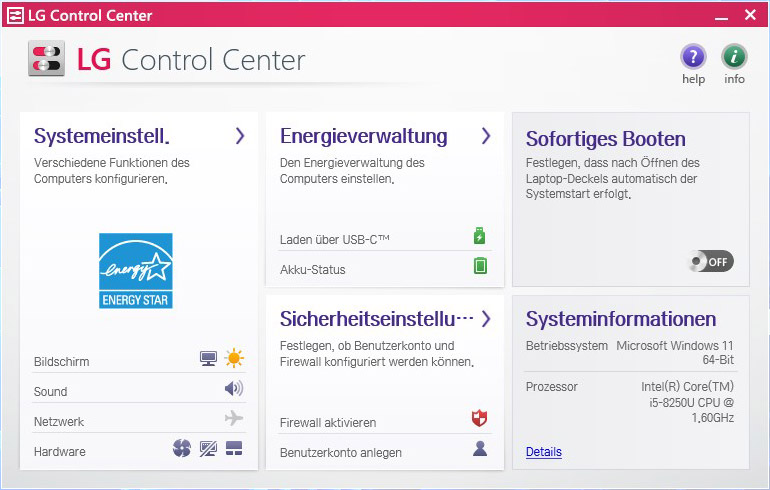 LG Control Center
LG Control Center
help
info
Systemeinstell.
Verschiedene Funktionen des
Computers konfigurieren.
energy
ENERGY STAR
Bildschirm
Sound
Netzwerk
Hardware
Energieverwaltung
Den Energieverwaltung des
Computers einstellen.
Laden über USB-C™
Akku-Status
Sicherheitseinstellu···
Festlegen, ob Benutzerkonto und
Firewall konfiguriert werden können.
Firewall aktivieren
Benutzerkonto anlegen
Sofortiges Booten
Festlegen, dass nach Öffnen des
Laptop-Deckels automatisch der
Systemstart erfolgt.
OFF
Systeminformationen
Betriebssystem Microsoft Windows 11
64-Bit
Prozessor Intel(R) Core(TM)
i5-8250U CPU @
1.60GHz
Details